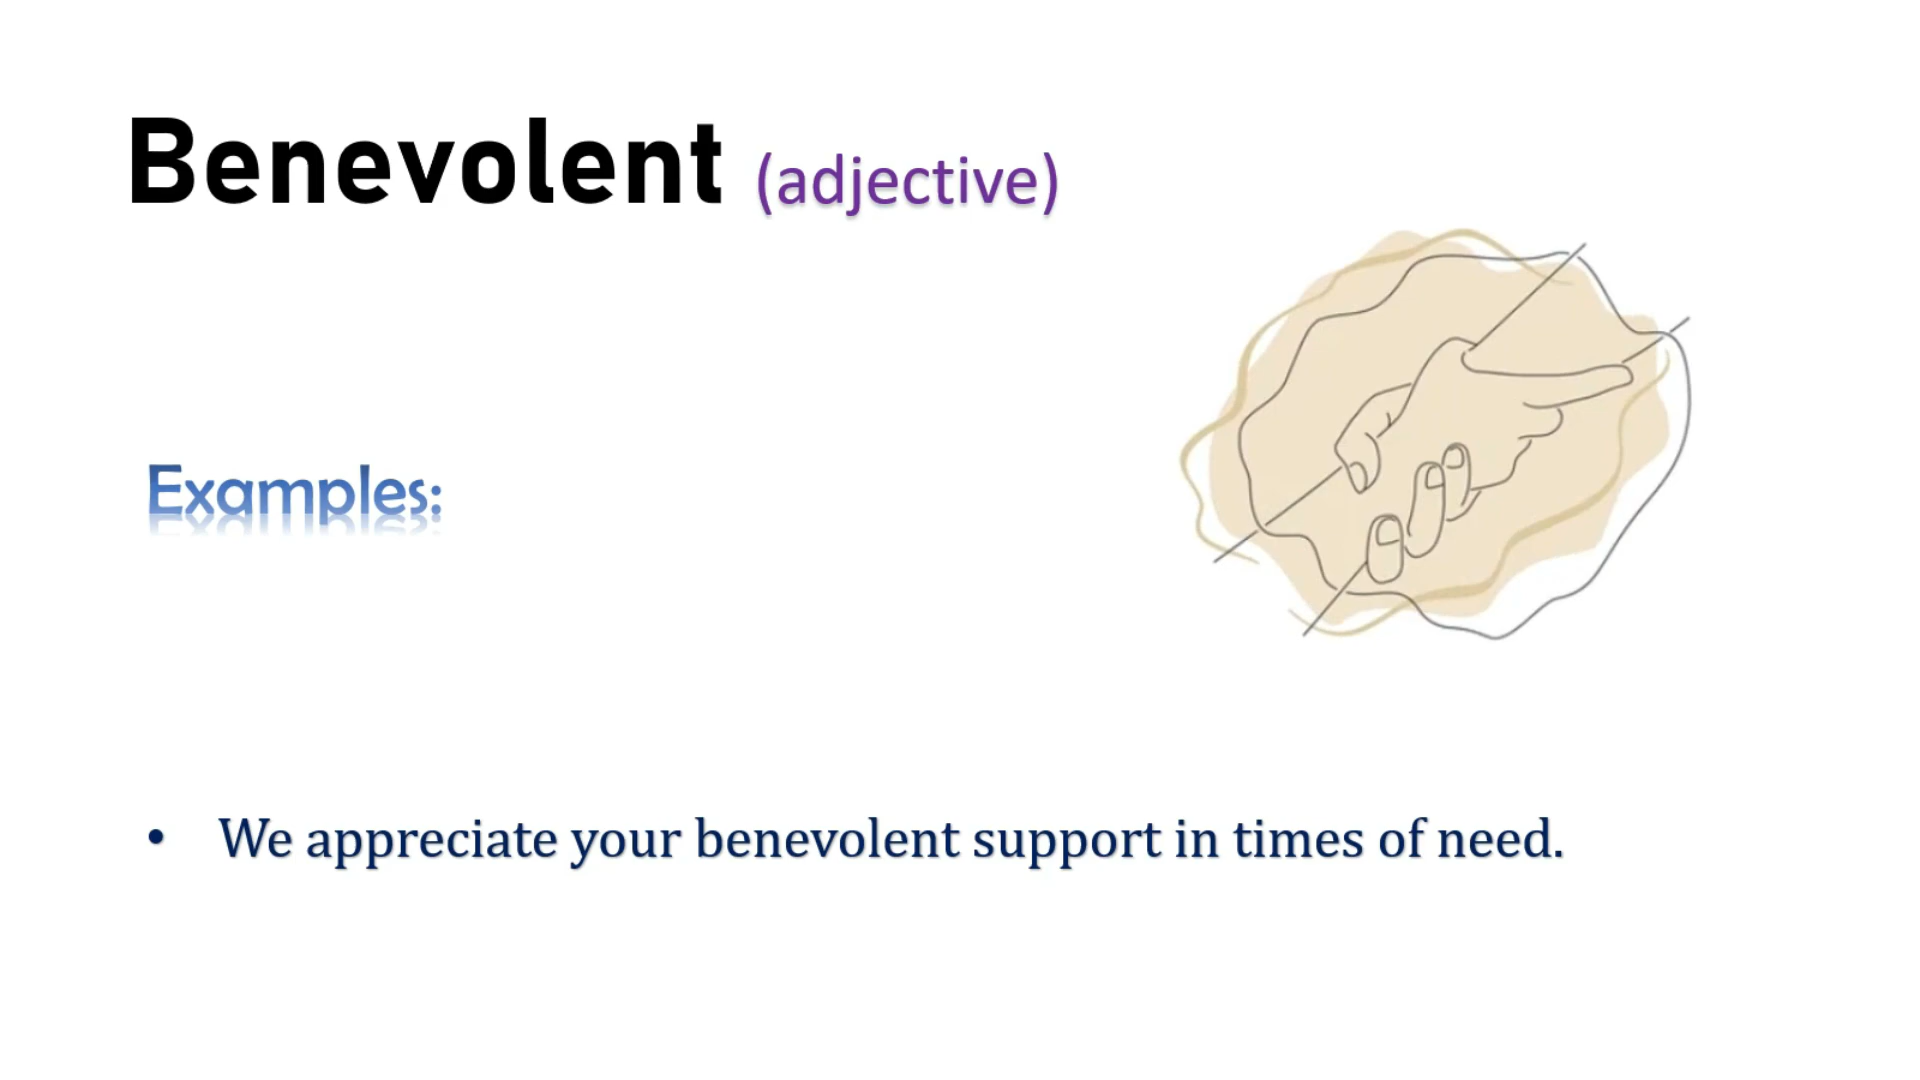 Benevolent (adjective)
Examples:
• We appreciate your benevolent support in times of need.